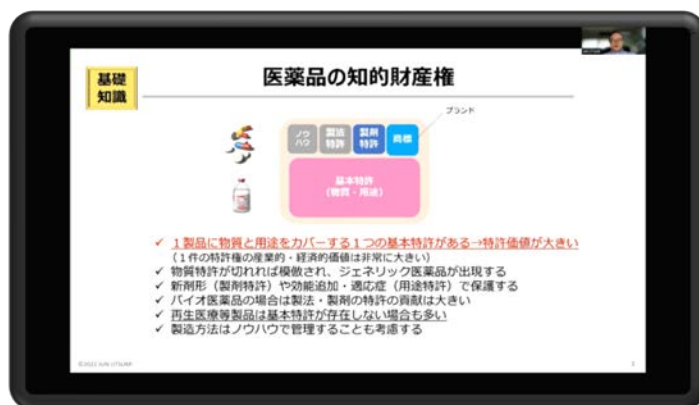 基礎
知識
医薬品の知的財産権
ブランド
ノウ
ハウ
製法
特許
製剤
特許
商標
基本特許
(物質・用途)
✓ 1製品に物質と用途をカバーする1つの基本特許がある→特許価値が大きい
(1件の特許権の産業的・経済的価値は非常に大きい)
✓ 物質特許が切れれば模倣され、ジェネリック医薬品が出現する
✓ 新剤形(製剤特許)や効能追加・適応症(用途特許)で保護する
✓ バイオ医薬品の場合は製法・製剤の特許の貢献は大きい
✓ 再生医療等製品は基本特許が存在しない場合も多い
✓ 製造方法はノウハウで管理することも考慮する